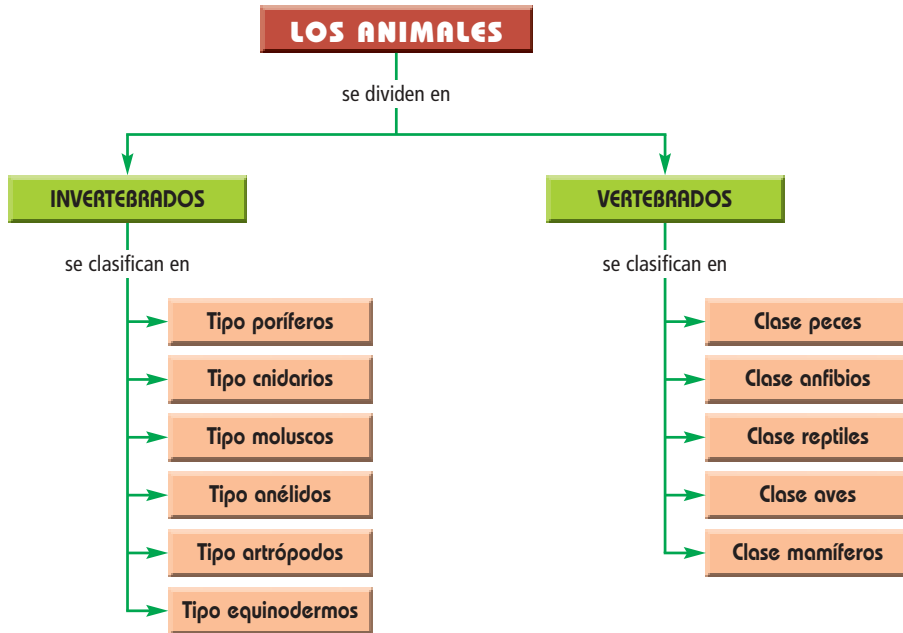 LOS ANIMALES
se dividen en
INVERTEBRADOS
se clasifican en
Tipo poríferos
Tipo cnidarios
Tipo moluscos
Tipo anélidos
Tipo artrópodos
Tipo equinodermos
VERTEBRADOS
se clasifican en
Clase peces
Clase anfibios
Clase reptiles
Clase aves
Clase mamíferos